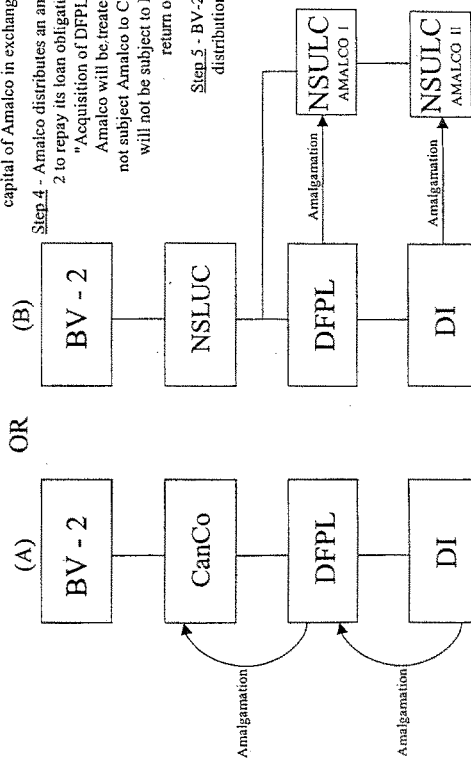 capital of Amalco in exchang
Step 4 - Amalco distributes an am
2 to repay its loan obligati
"Acquisition of DFPL
Amalco will be treate
not subject Amalco to C
will not be subject to l
return o
Step 5 - BV-2
distribution
(A)
OR
(B)
BV - 2
CanCo
DFPL
DI
Amalgamation
Amalgamation
BV - 2
NSLUC
DFPL
DI
Amalgamation
Amalgamation
NSULC
AMALCO I
NSULC
AMALCO II